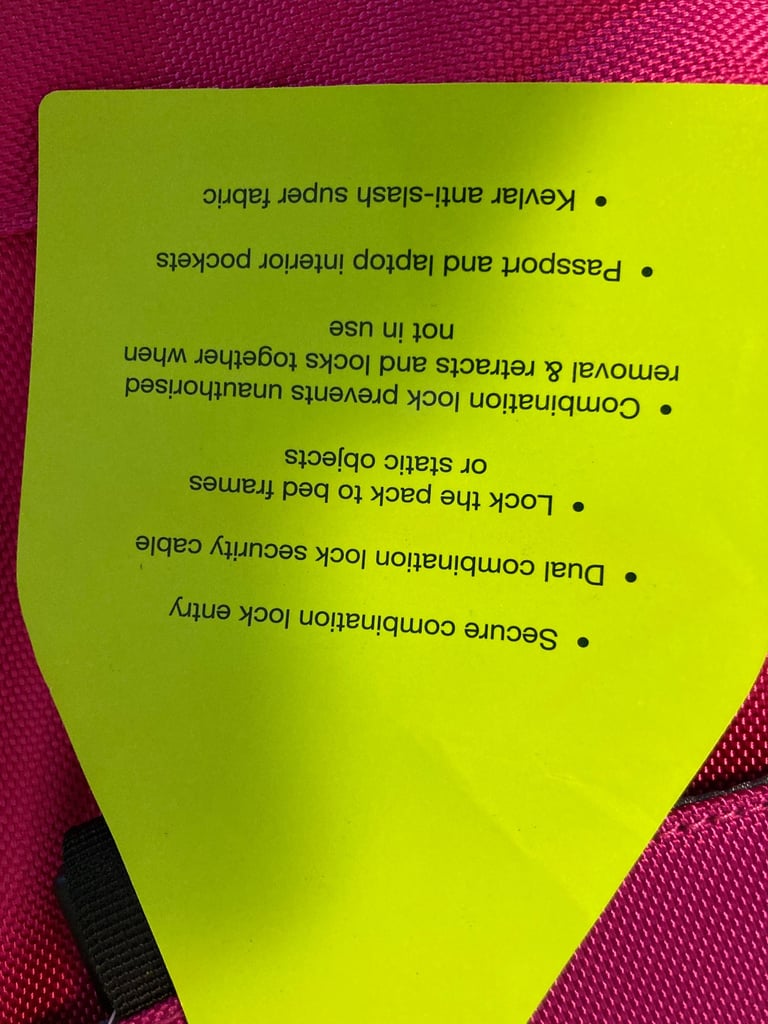 • Secure combination lock entry
• Dual combination lock security cable
• Lock the pack to bed frames
or static objects
• Combination lock prevents unauthorised
removal & retracts and locks together when
not in use
• Passport and laptop interior pockets
• Kevlar anti-slash super fabric